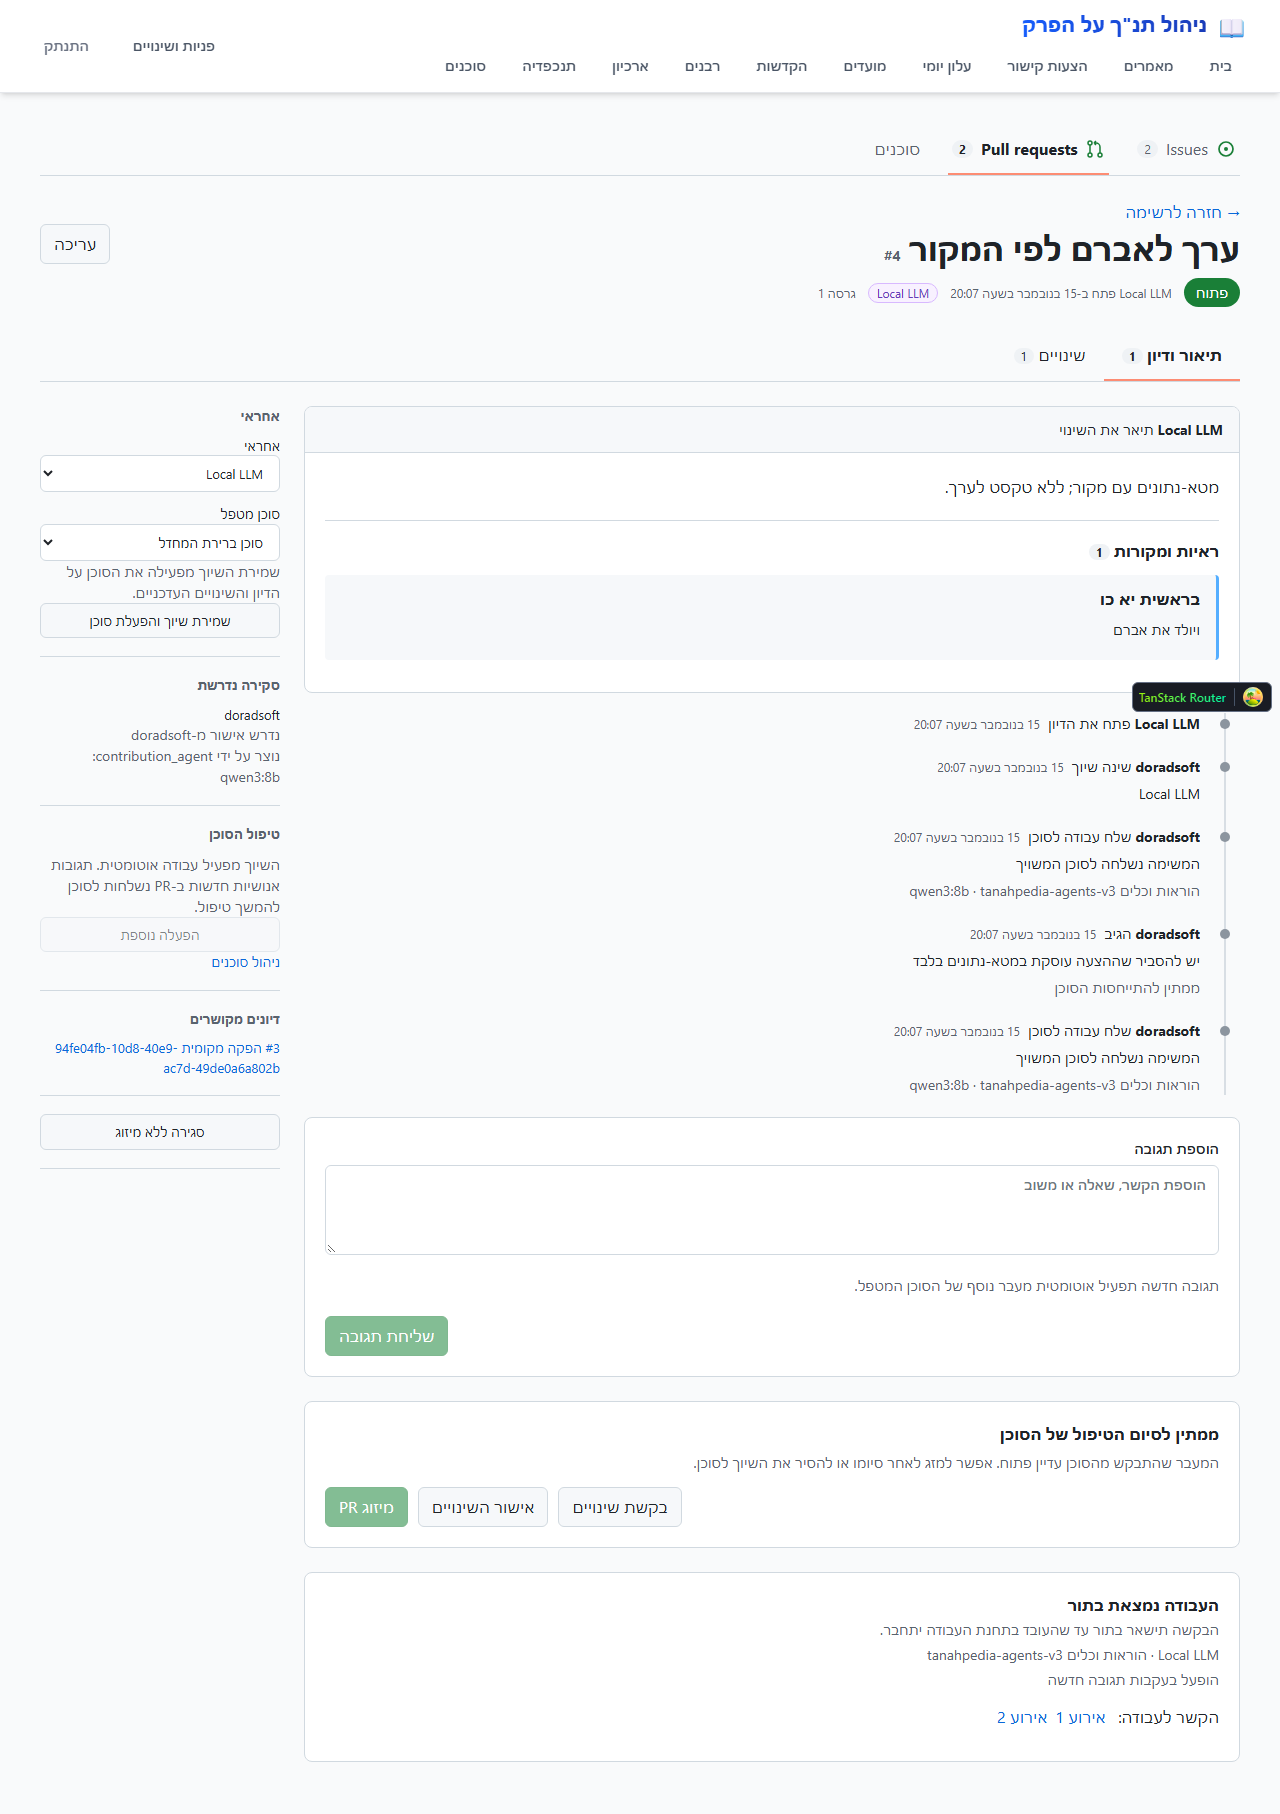 ניהול תנ"ך על הפרק
בית
מאמרים
הצעות קישור
עלון יומי
מועדים
הקדשות
רבנים
ארכיון
תנכפדיה
סוכנים
פניות ושינויים
התנתק
Issues 2
Pull requests 2
סוכנים
→ חזרה לרשימה
ערך לאברם לפי המקור #4
עריכה
פתוח
Local LLM פתח ב-15 בנובמבר בשעה 20:07
Local LLM
גרסה 1
תיאור ודיון 1
שינויים 1
Local LLM תיאר את השינוי
מטא-נתונים עם מקור; ללא טקסט לערך.
ראיות ומקורות 1
בראשית יא כו
ויולד את אברם
TanStack Router
Local LLM פתח את הדיון 15 בנובמבר בשעה 20:07
doradsoft שינה שיוך 15 בנובמבר בשעה 20:07
Local LLM
doradsoft שלח עבודה לסוכן 15 בנובמבר בשעה 20:07
המשימה נשלחה לסוכן המשויך
הוראות וכלים qwen3:8b · tanahpedia-agents-v3
doradsoft הגיב 15 בנובמבר בשעה 20:07
יש להסביר שההצעה עוסקת במטא-נתונים בלבד
ממתין להתייחסות הסוכן
doradsoft שלח עבודה לסוכן 15 בנובמבר בשעה 20:07
המשימה נשלחה לסוכן המשויך
הוראות וכלים qwen3:8b · tanahpedia-agents-v3
הוספת תגובה
הוספת הקשר, שאלה או משוב
תגובה חדשה תפעיל אוטומטית מעבר נוסף של הסוכן המטפל.
שליחת תגובה
ממתין לסיום הטיפול של הסוכן
המעבר שהתבקש מהסוכן עדיין פתוח. אפשר למזג לאחר סיומו או להסיר את השיוך לסוכן.
בקשת שינויים
אישור השינויים
מיזוג PR
העבודה נמצאת בתור
הבקשה תישאר בתור עד שהעובד בתחנת העבודה יתחבר.
Local LLM · הוראות וכלים tanahpedia-agents-v3
הופעל בעקבות תגובה חדשה
הקשר לעבודה: אירוע 1 אירוע 2
אחראי
אחראי
Local LLM
סוכן מטפל
סוכן ברירת המחדל
שמירת השיוך מפעילה את הסוכן על
הדיון והשינויים העדכניים.
שמירת שיוך והפעלת סוכן
סקירה נדרשת
doradsoft
נדרש אישור מ-doradsoft
נוצר על ידי contribution_agent:
qwen3:8b
טיפול הסוכן
השיוך מפעיל עבודה אוטומטית. תגובות
אנושיות חדשות ב-PR נשלחות לסוכן
להמשך טיפול.
הפעלה נוספת
ניהול סוכנים
דיונים מקושרים
#3 הפקה מקומית 94fe04fb-10d8-40e9-
ac7d-49de0a6a802b
סגירה ללא מיזוג